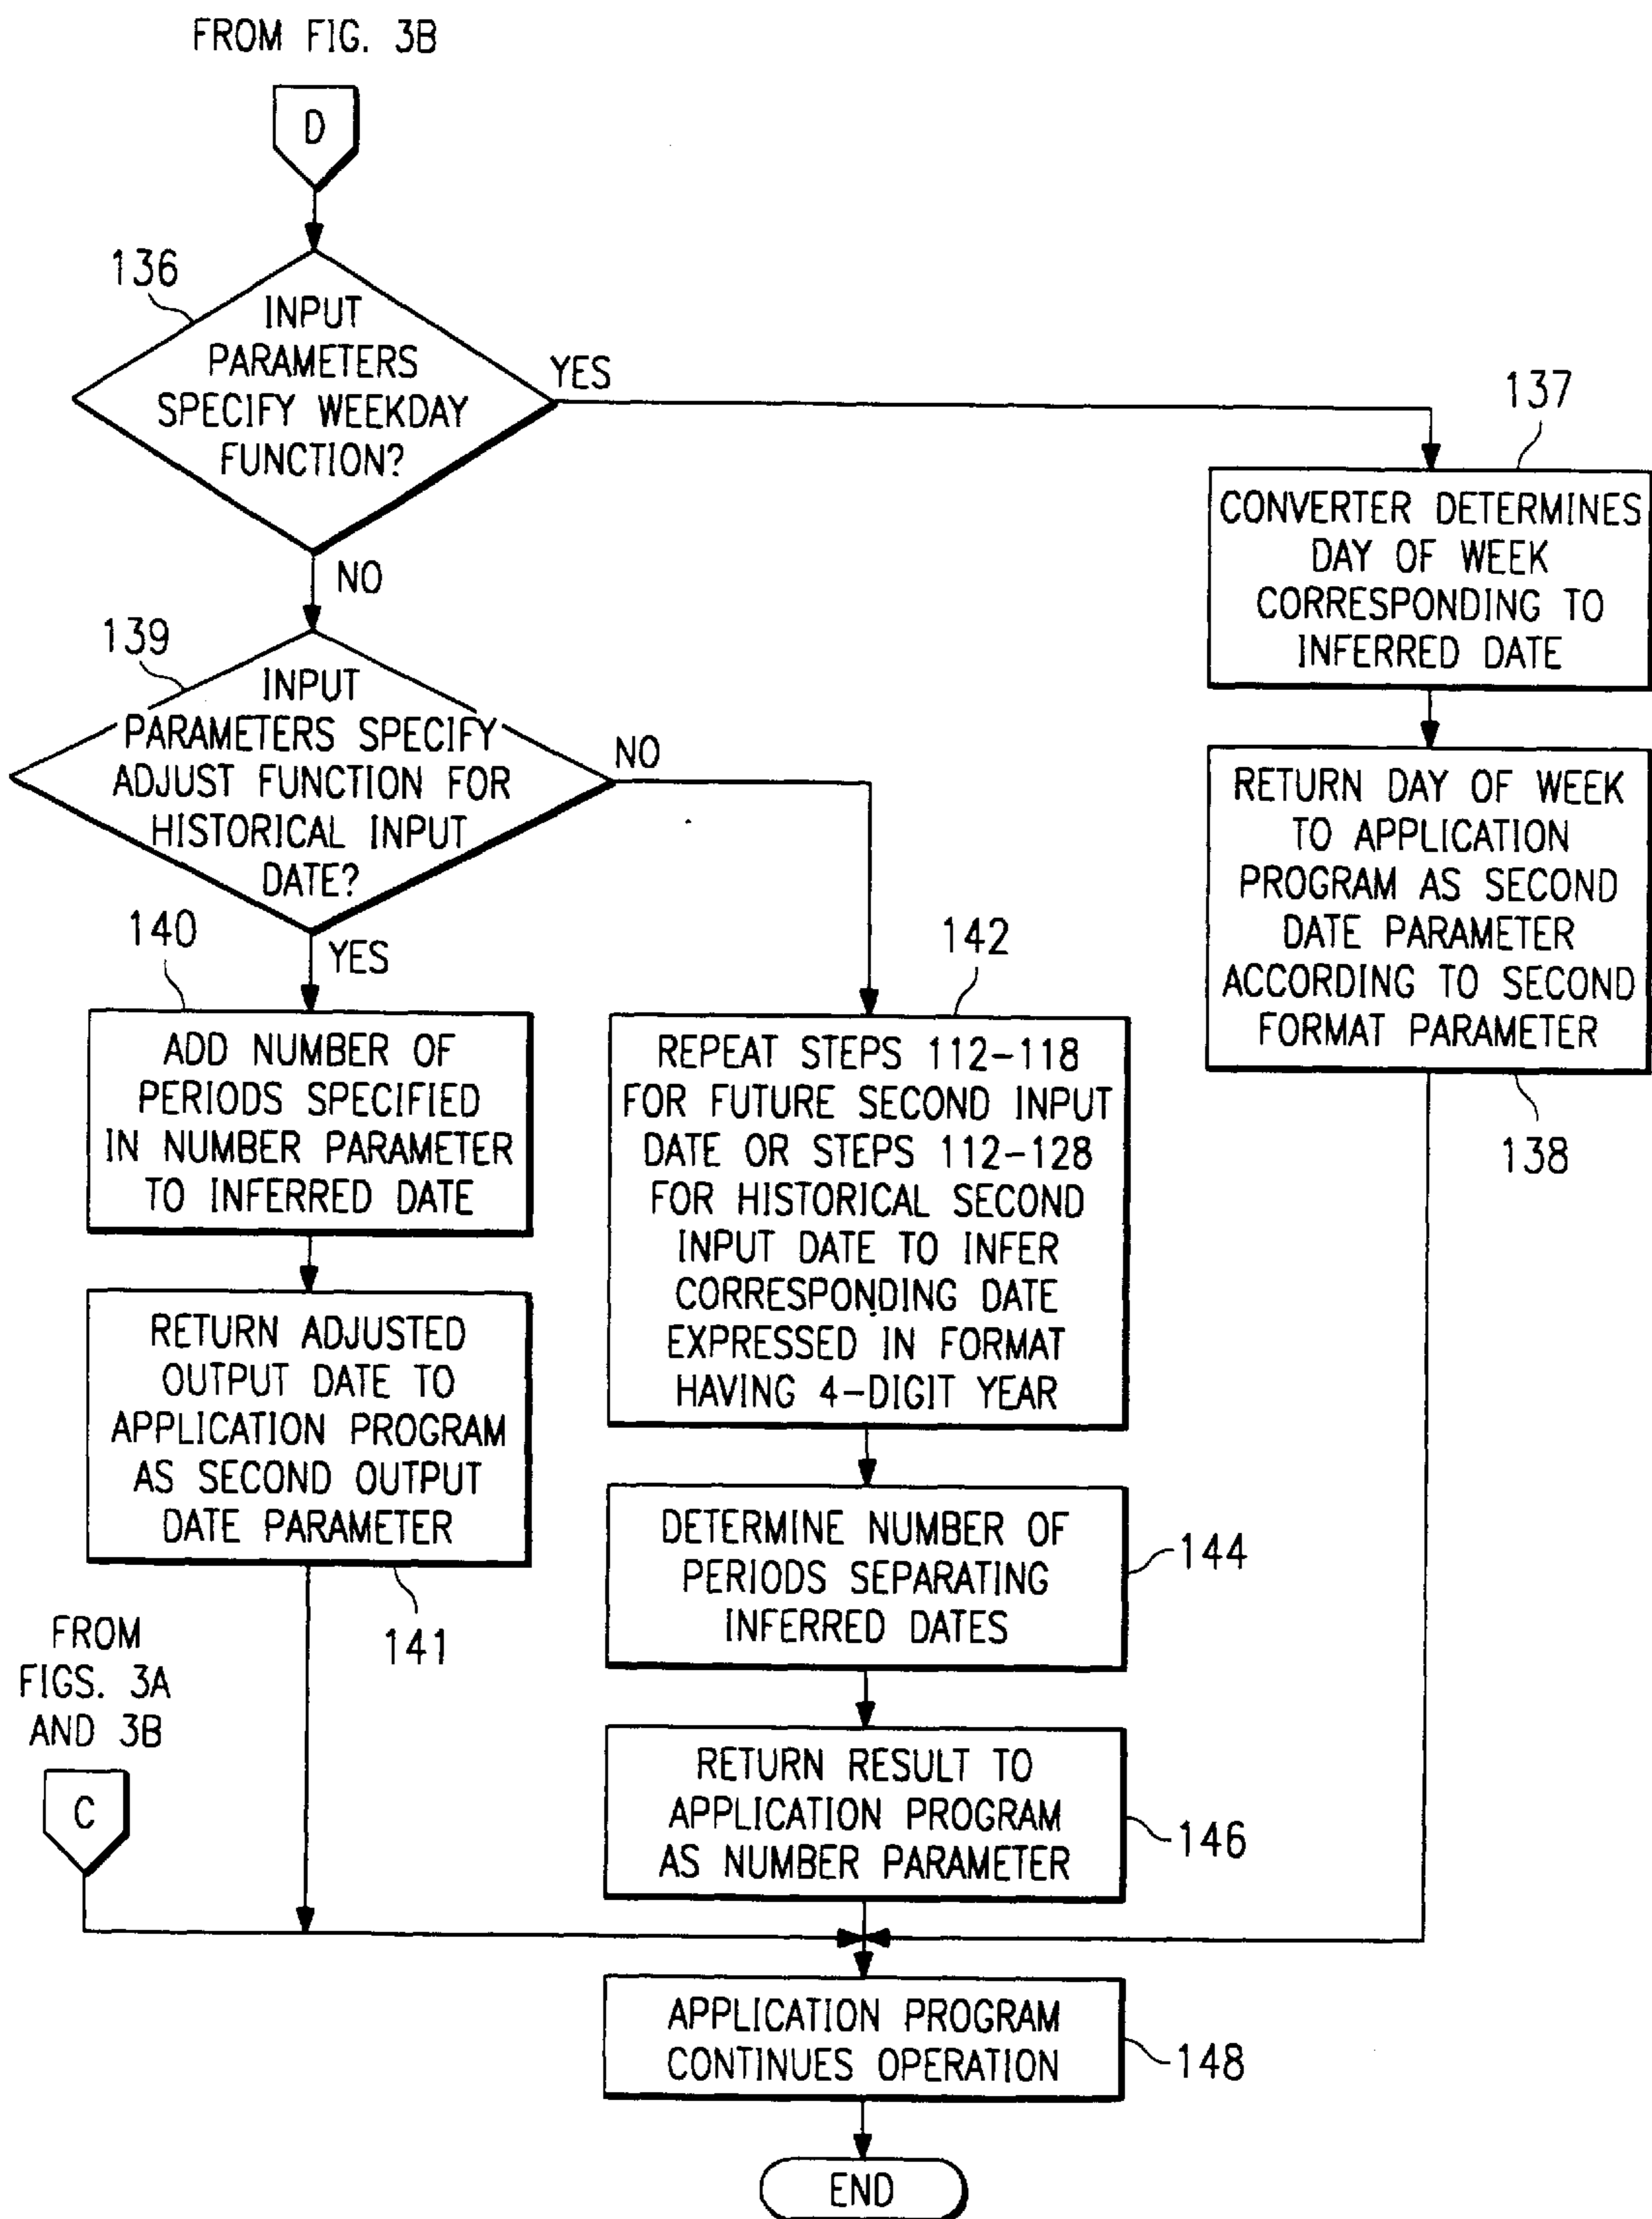 FROM FIG. 3B
D
136
INPUT
PARAMETERS
SPECIFY WEEKDAY
FUNCTION?
YES
NO
137
CONVERTER DETERMINES
DAY OF WEEK
CORRESPONDING TO
INFERRED DATE
RETURN DAY OF WEEK
TO APPLICATION
PROGRAM AS SECOND
DATE PARAMETER
ACCORDING TO SECOND
FORMAT PARAMETER
138
139
INPUT
PARAMETERS SPECIFY
ADJUST FUNCTION FOR
HISTORICAL INPUT
DATE?
NO
YES
140
ADD NUMBER OF
PERIODS SPECIFIED
IN NUMBER PARAMETER
TO INFERRED DATE
RETURN ADJUSTED
OUTPUT DATE TO
APPLICATION PROGRAM
AS SECOND OUTPUT
DATE PARAMETER
141
142
REPEAT STEPS 112-118
FOR FUTURE SECOND INPUT
DATE OR STEPS 112-128
FOR HISTORICAL SECOND
INPUT DATE TO INFER
CORRESPONDING DATE
EXPRESSED IN FORMAT
HAVING 4-DIGIT YEAR
DETERMINE NUMBER OF
PERIODS SEPARATING
INFERRED DATES
144
RETURN RESULT TO
APPLICATION PROGRAM
AS NUMBER PARAMETER
146
FROM
FIGS. 3A
AND 3B
C
APPLICATION PROGRAM
CONTINUES OPERATION
148
END